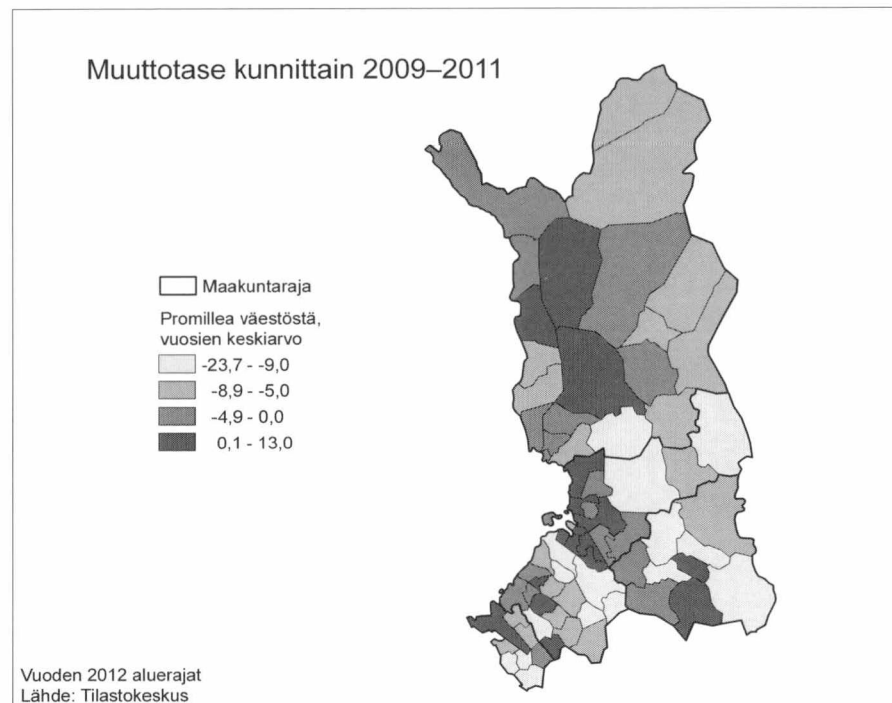 Muuttotase kunnittain 2009–2011
Maakuntaraja
Promillea väestöstä,
vuosien keskiarvo
-23,7 - -9,0
-8,9 - -5,0
-4,9 - 0,0
0,1 - 13,0
Vuoden 2012 aluerajat
Lähde: Tilastokeskus